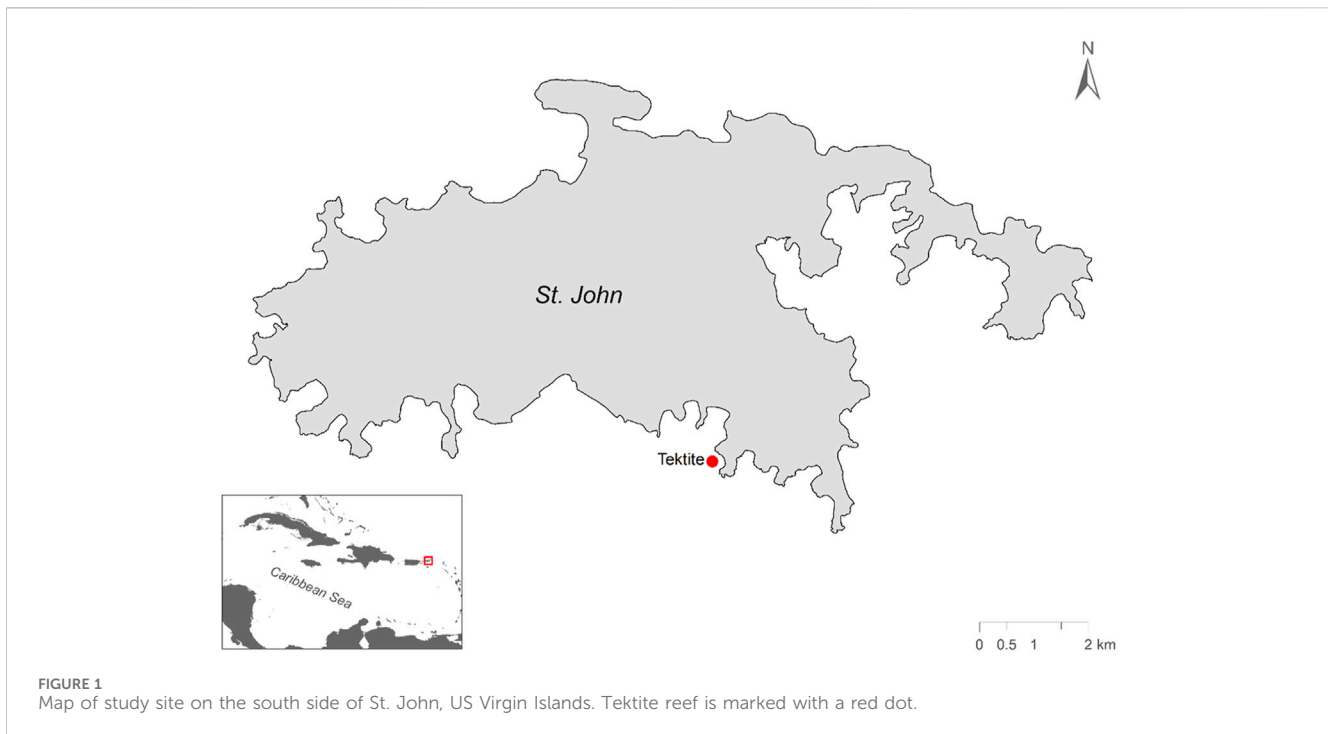 N
St. John
Tektite
Caribbean Sea
0 0.5 1 2 km
FIGURE 1
Map of study site on the south side of St. John, US Virgin Islands. Tektite reef is marked with a red dot.